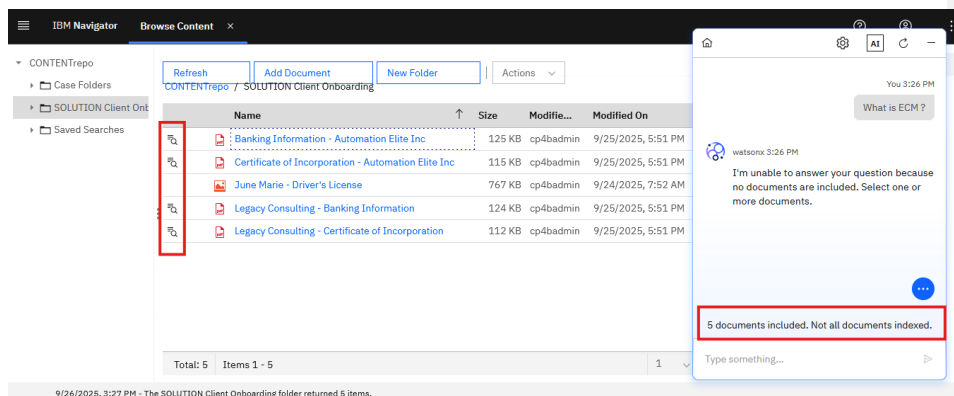 IBM Navigator
Browse Content ×
CONTENTrepo
Case Folders
SOLUTION Client Onb
Saved Searches
Refresh
Add Document
New Folder
Actions
CONTENTrepo / SOLUTION Client Onboarding
Name Size Modifie... Modified On
Banking Information - Automation Elite Inc 125 KB cp4badmin 9/25/2025, 5:51 PM
Certificate of Incorporation - Automation Elite Inc 115 KB cp4badmin 9/25/2025, 5:51 PM
June Marie - Driver's License 767 KB cp4badmin 9/24/2025, 7:52 AM
Legacy Consulting - Banking Information 124 KB cp4badmin 9/25/2025, 5:51 PM
Legacy Consulting - Certificate of Incorporation 112 KB cp4badmin 9/25/2025, 5:51 PM
Total: 5 Items 1 - 5
1
9/26/2025, 3:27 PM - The SOLUTION Client Onboarding folder returned 5 items.
AI
You 3:26 PM
What is ECM ?
watsonx 3:26 PM
I'm unable to answer your question because
no documents are included. Select one or
more documents.
5 documents included. Not all documents indexed.
Type something...